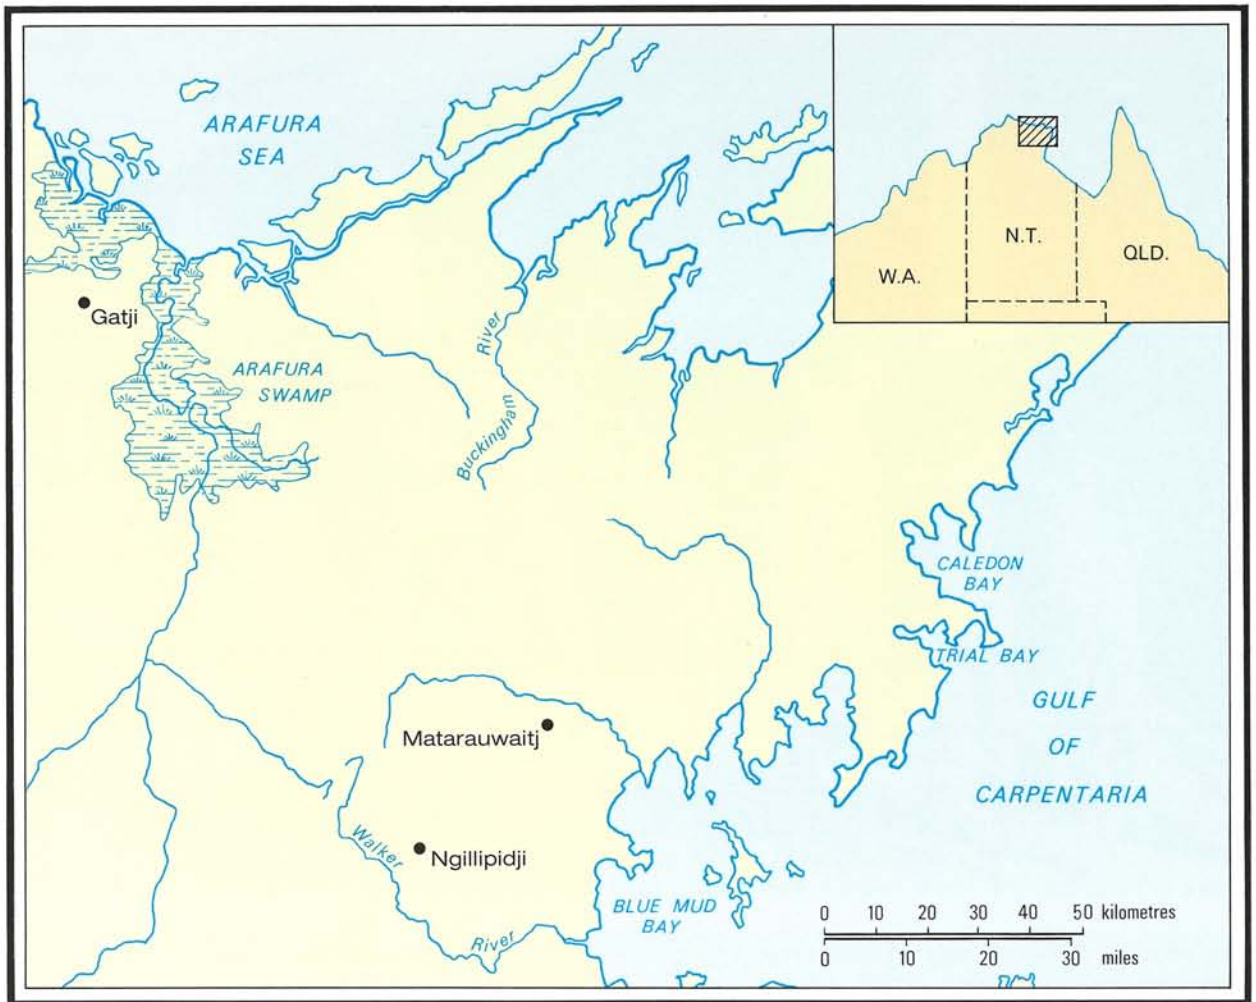 ARAFURA
SEA
N.T.
W.A.
QLD.
Gatji
River
ARAFURA
SWAMP
Buckingham
CALEDON
BAY
TRIAL BAY
GULF
OF
CARPENTARIA
Matarauwaitj
Walker
Ngillipidji
BLUE MUD
BAY
River
0 10 20 30 40 50 kilometres
0 10 20 30 miles